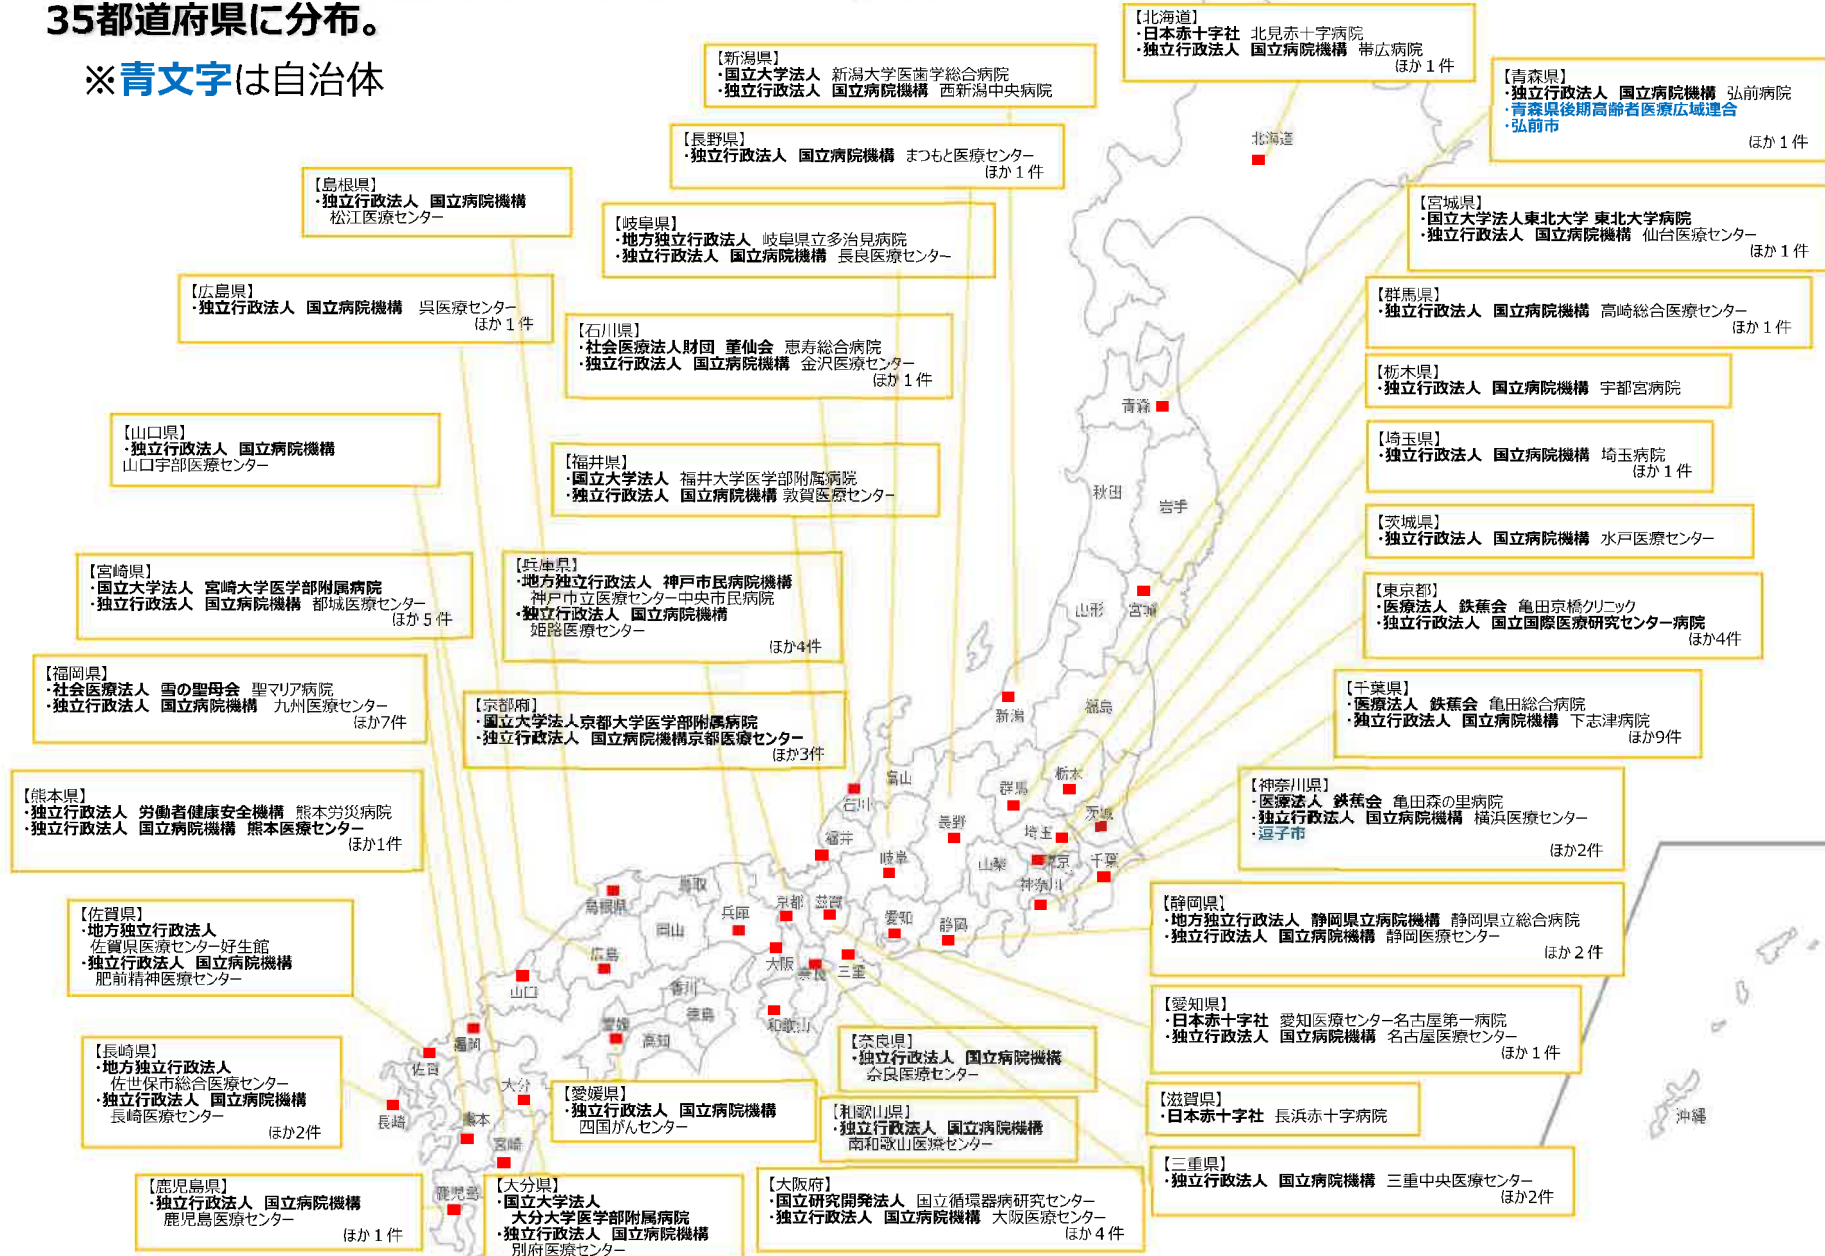 35都道府県に分布。
※青文字は自治体
【北海道】
・日本赤十字社 北見赤十字病院
・独立行政法人 国立病院機構 帯広病院
ほか1件
【新潟県】
・国立大学法人 新潟大学医歯学総合病院
・独立行政法人 国立病院機構 西新潟中央病院
【青森県】
・独立行政法人 国立病院機構 弘前病院
・青森県後期高齢者医療広域連合
・弘前市
ほか1件
【長野県】
・独立行政法人 国立病院機構 まつもと医療センター
ほか1件
【島根県】
・独立行政法人 国立病院機構
松江医療センター
【岐阜県】
・地方独立行政法人 岐阜県立多治見病院
・独立行政法人 国立病院機構 長良医療センター
【宮城県】
・国立大学法人東北大学 東北大学病院
・独立行政法人 国立病院機構 仙台医療センター
ほか1件
【広島県】
・独立行政法人 国立病院機構 呉医療センター
ほか1件
【群馬県】
・独立行政法人 国立病院機構 高崎総合医療センター
ほか1件
【石川県】
・社会医療法人財団 董仙会 恵寿総合病院
・独立行政法人 国立病院機構 金沢医療センター
ほか1件
【栃木県】
・独立行政法人 国立病院機構 宇都宮病院
【山口県】
・独立行政法人 国立病院機構
山口宇部医療センター
【福井県】
・国立大学法人 福井大学医学部附属病院
・独立行政法人 国立病院機構 敦賀医療センター
【埼玉県】
・独立行政法人 国立病院機構 埼玉病院
ほか1件
【茨城県】
・独立行政法人 国立病院機構 水戸医療センター
【宮崎県】
・国立大学法人 宮崎大学医学部附属病院
・独立行政法人 国立病院機構 都城医療センター
ほか5件
【兵庫県】
・地方独立行政法人 神戸市民病院機構
神戸市立医療センター中央市民病院
・独立行政法人 国立病院機構
姫路医療センター
ほか4件
【東京都】
・医療法人 鉄蕉会 亀田京橋クリニック
・独立行政法人 国立国際医療研究センター病院
ほか4件
【福岡県】
・社会医療法人 雪の聖母会 聖マリア病院
・独立行政法人 国立病院機構 九州医療センター
ほか7件
【京都府】
・国立大学法人京都大学医学部附属病院
・独立行政法人 国立病院機構京都医療センター
ほか3件
【千葉県】
・医療法人 鉄蕉会 亀田総合病院
・独立行政法人 国立病院機構 下志津病院
ほか9件
【熊本県】
・独立行政法人 労働者健康安全機構 熊本労災病院
・独立行政法人 国立病院機構 熊本医療センター
ほか1件
【神奈川県】
・医療法人 鉄蕉会 亀田森の里病院
・独立行政法人 国立病院機構 横浜医療センター
・逗子市
ほか2件
【佐賀県】
・地方独立行政法人
佐賀県医療センター好生館
・独立行政法人 国立病院機構
肥前精神医療センター
【静岡県】
・地方独立行政法人 静岡県立病院機構 静岡県立総合病院
・独立行政法人 国立病院機構 静岡医療センター
ほか2件
【愛知県】
・日本赤十字社 愛知医療センター名古屋第一病院
・独立行政法人 国立病院機構 名古屋医療センター
ほか1件
【長崎県】
・地方独立行政法人
佐世保市総合医療センター
・独立行政法人 国立病院機構
長崎医療センター
ほか2件
【奈良県】
・独立行政法人 国立病院機構
奈良医療センター
【愛媛県】
・独立行政法人 国立病院機構
四国がんセンター
【和歌山県】
・独立行政法人 国立病院機構
南和歌山医療センター
【滋賀県】
・日本赤十字社 長浜赤十字病院
【三重県】
・独立行政法人 国立病院機構 三重中央医療センター
ほか2件
【鹿児島県】
・独立行政法人 国立病院機構
鹿児島医療センター
ほか1件
【大分県】
・国立大学法人
大分大学医学部附属病院
・独立行政法人 国立病院機構
別府医療センター
【大阪府】
・国立研究開発法人 国立循環器病研究センター
・独立行政法人 国立病院機構 大阪医療センター
ほか4件
北海道
青森
秋田
岩手
山形
宮城
新潟
福島
富山
石川
群馬
栃木
茨城
福井
長野
埼玉
岐阜
山梨
東京
千葉
神奈川
鳥取
島根県
兵庫
京都
滋賀
愛知
静岡
岡山
広島
大阪
奈良
三重
山口
香川
徳島
和歌山
愛媛
高知
福岡
佐賀
大分
長崎
熊本
宮崎
鹿児島
沖縄